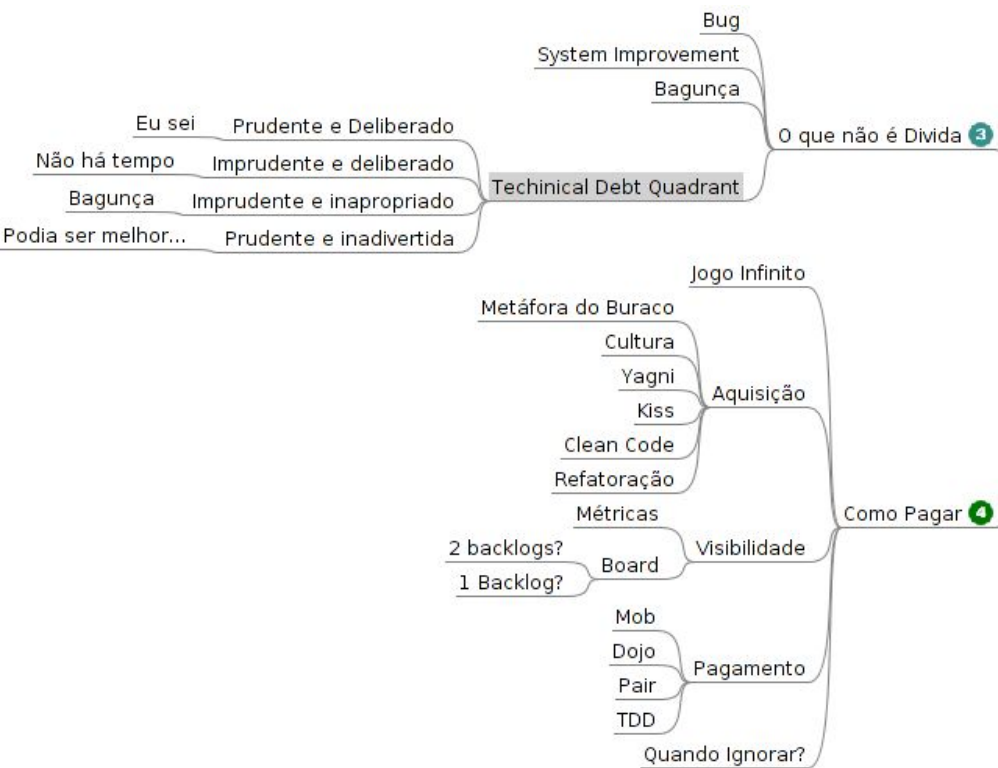 Bug
System Improvement
Bagunça
O que não é Divida 3
Eu sei
Prudente e Deliberado
Não há tempo
Imprudente e deliberado
Techinical Debt Quadrant
Bagunça
Imprudente e inapropriado
Podia ser melhor...
Prudente e inadivertida
Jogo Infinito
Metáfora do Buraco
Cultura
Yagni
Aquisição
Kiss
Clean Code
Refatoração
Métricas
Como Pagar 4
2 backlogs?
Visibilidade
Board
1 Backlog?
Mob
Dojo
Pagamento
Pair
TDD
Quando Ignorar?